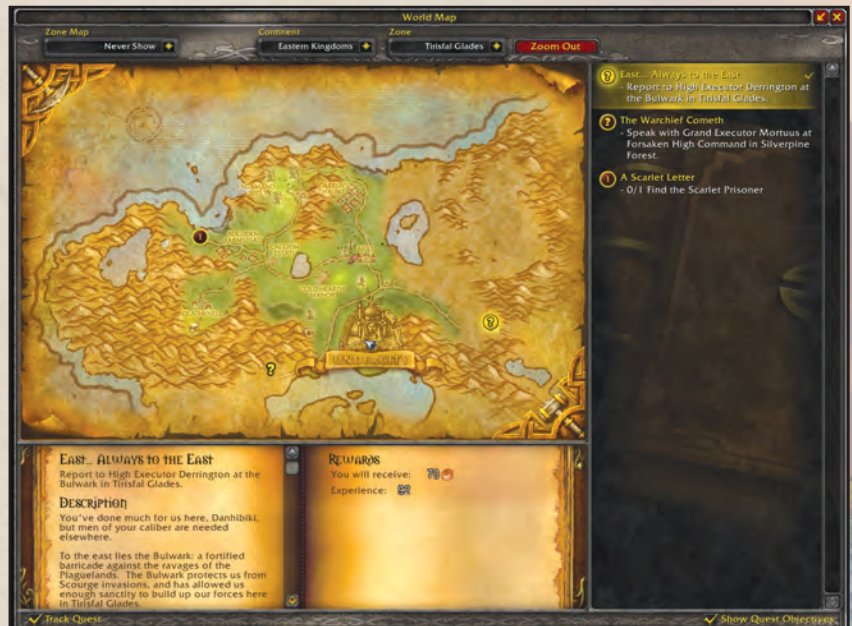 World Map
Zone Map
Continent
Zone
Never Show
Eastern Kingdoms
Tirisfal Glades
Zoom Out
UNDERCITY
East... Always to the East
- Report to High Executor Derrington at
the Bulwark in Tirisfal Glades.
The Warchief Cometh
- Speak with Grand Executor Mortuus at
Forsaken High Command in Silverpine
Forest.
A Scarlet Letter
- 0/1 Find the Scarlet Prisoner
EAST... ALWAYS TO THE EAST
Report to High Executor Derrington at the
Bulwark in Tirisfal Glades.
DESCRIPTION
You've done much for us here, Danhibiki,
but men of your caliber are needed
elsewhere.
To the east lies the Bulwark: a fortified
barricade against the ravages of the
Plaguelands. The Bulwark protects us from
Scourge invasions, and has allowed us
enough sanctity to build up our forces here
in Tirisfal Glades.
REWARDS
You will receive: 70
Experience: 92
Track Quest
Show Quest Objectives